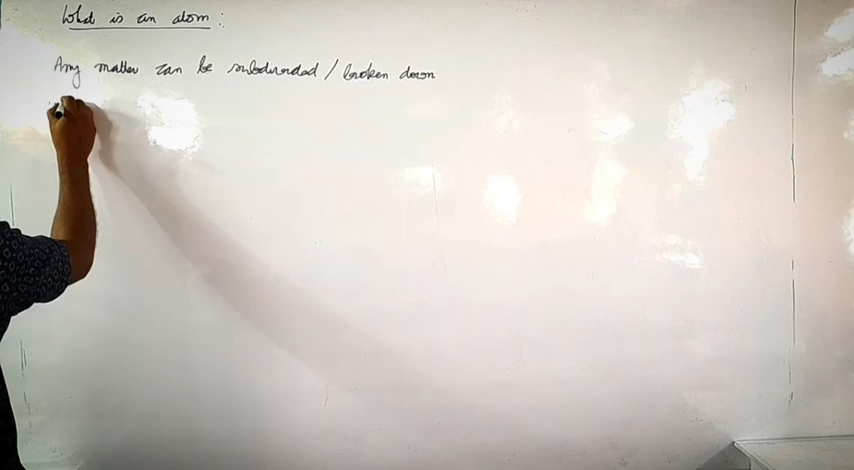 What is an atom :
Any matter can be subdivided / broken down